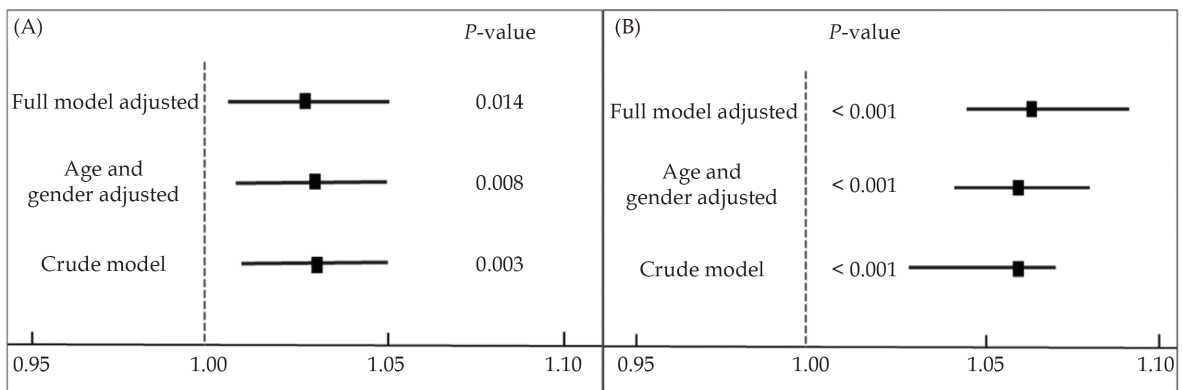 (A)
P-value
Full model adjusted
0.014
Age and
gender adjusted
0.008
Crude model
0.003
0.95 1.00 1.05 1.10
(B)
P-value
Full model adjusted
< 0.001
Age and
gender adjusted
< 0.001
Crude model
< 0.001
0.95 1.00 1.05 1.10